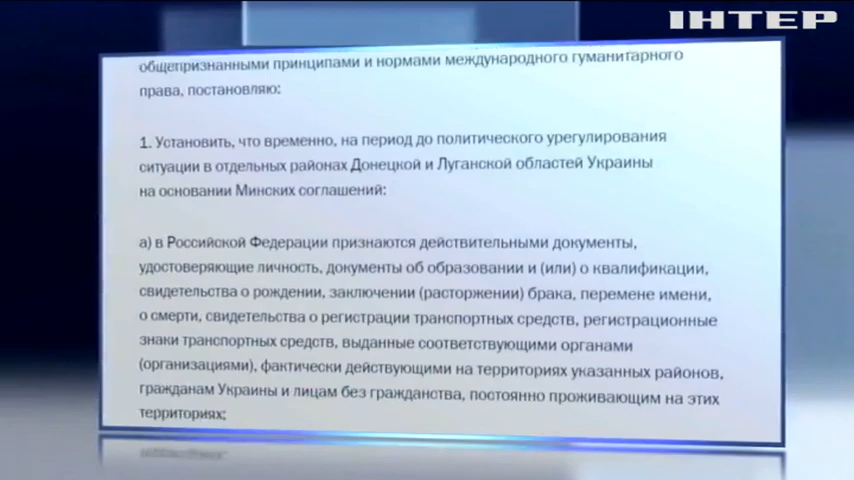 ІНТЕР
общепризнанными принципами и нормами международного гуманитарного
права, постановляю:
1. Установить, что временно, на период до политического урегулирования
ситуации в отдельных районах Донецкой и Луганской областей Украины
на основании Минских соглашений:
а) в Российской Федерации признаются действительными документы,
удостоверяющие личность, документы об образовании и (или) о квалификации,
свидетельства о рождении, заключении (расторжении) брака, перемене имени,
о смерти, свидетельства о регистрации транспортных средств, регистрационные
знаки транспортных средств, выданные соответствующими органами
(организациями), фактически действующими на территориях указанных районов,
гражданам Украины и лицам без гражданства, постоянно проживающим на этих
территориях;